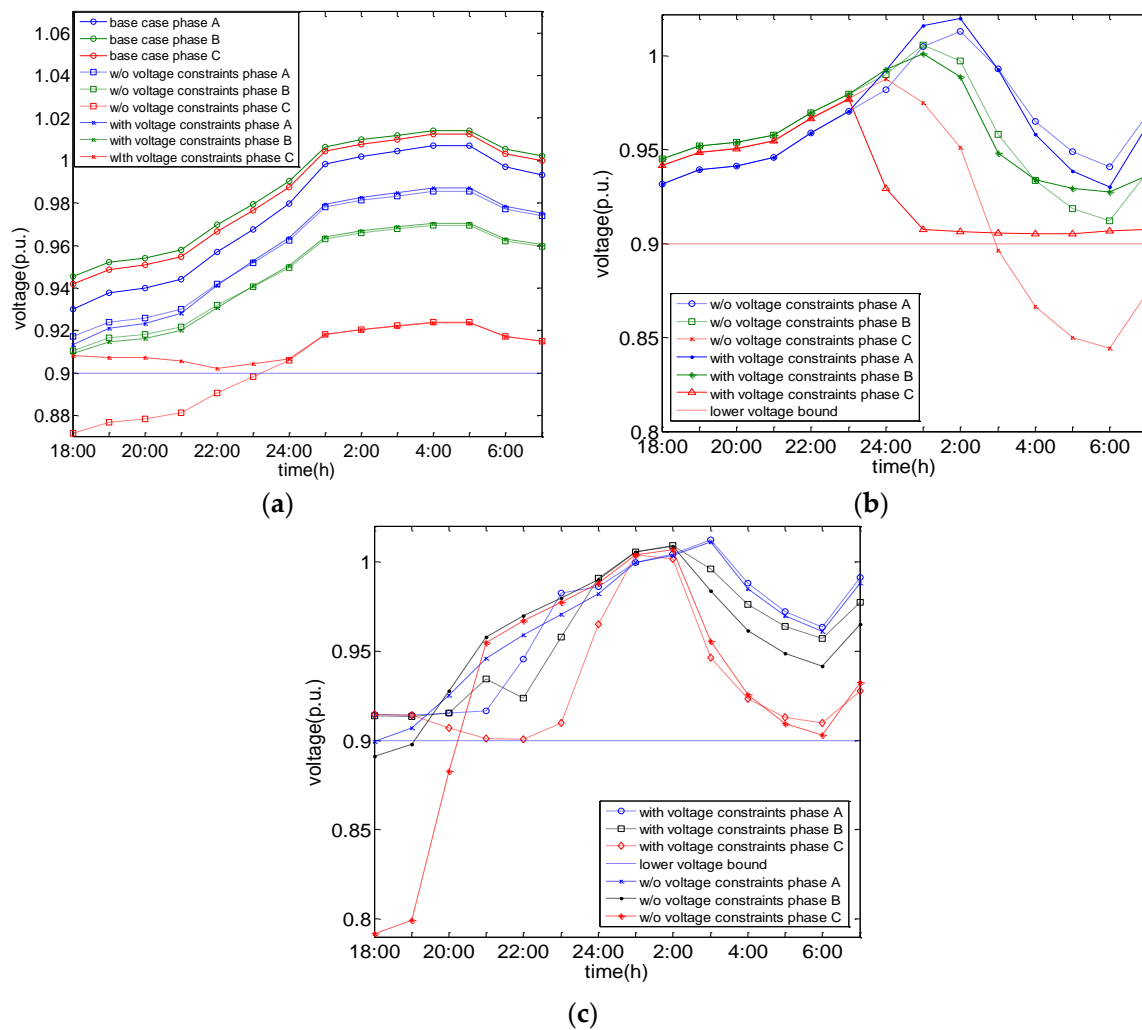 1.06
1.04
1.02
1
0.98
0.96
0.94
0.92
0.9
0.88
voltage(p.u.)
base case phase A
base case phase B
base case phase C
w/o voltage constraints phase A
w/o voltage constraints phase B
w/o voltage constraints phase C
with voltage constraints phase A
with voltage constraints phase B
with voltage constraints phase C
18:00 20:00 22:00 24:00 2:00 4:00 6:00
time(h)
(a)
1
0.95
0.9
0.85
0.8
voltage(p.u.)
w/o voltage constraints phase A
w/o voltage constraints phase B
w/o voltage constraints phase C
with voltage constraints phase A
with voltage constraints phase B
with voltage constraints phase C
lower voltage bound
18:00 20:00 22:00 24:00 2:00 4:00 6:00
time(h)
(b)
1
0.95
0.9
0.85
0.8
voltage(p.u.)
with voltage constraints phase A
with voltage constraints phase B
with voltage constraints phase C
lower voltage bound
w/o voltage constraints phase A
w/o voltage constraints phase B
w/o voltage constraints phase C
18:00 20:00 22:00 24:00 2:00 4:00 6:00
time(h)
(c)